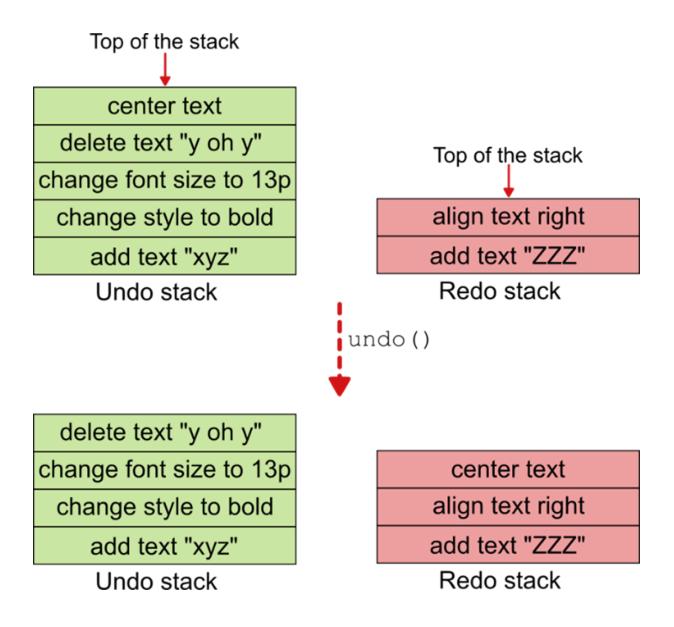 Top of the stack
center text
delete text "y oh y"
change font size to 13p
change style to bold
add text "xyz"
Undo stack
Top of the stack
align text right
add text "ZZZ"
Redo stack
undo()
delete text "y oh y"
change font size to 13p
change style to bold
add text "xyz"
Undo stack
center text
align text right
add text "ZZZ"
Redo stack